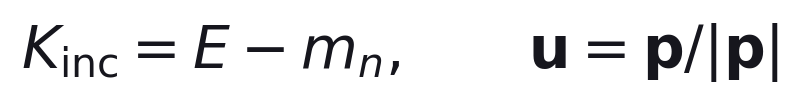 K_inc = E − m_n,  u = p/|p|